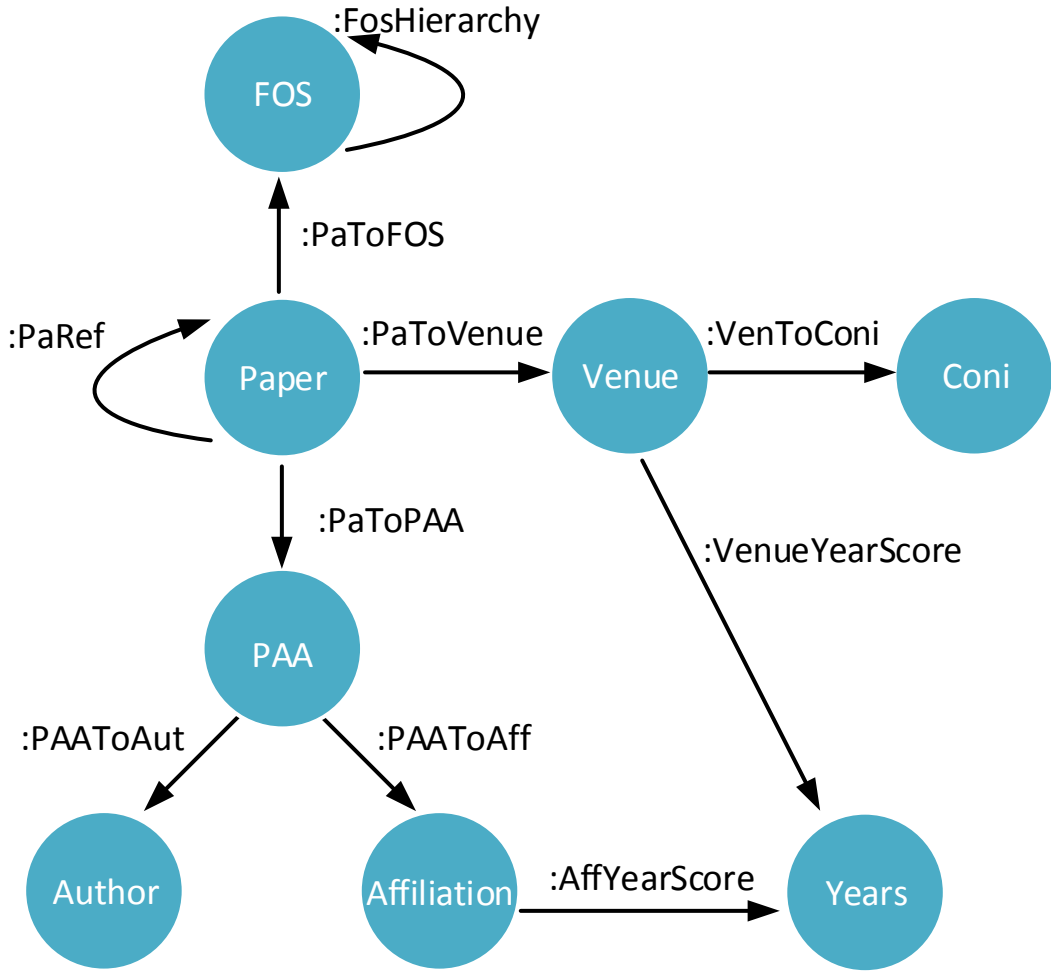 :FosHierarchy
FOS
:PaToFOS
:PaRef
:PaToVenue
:VenToConi
Paper
Venue
Coni
:PaToPAA
:VenueYearScore
PAA
:PAAToAut
:PAAToAff
Author
Affiliation
:AffYearScore
Years